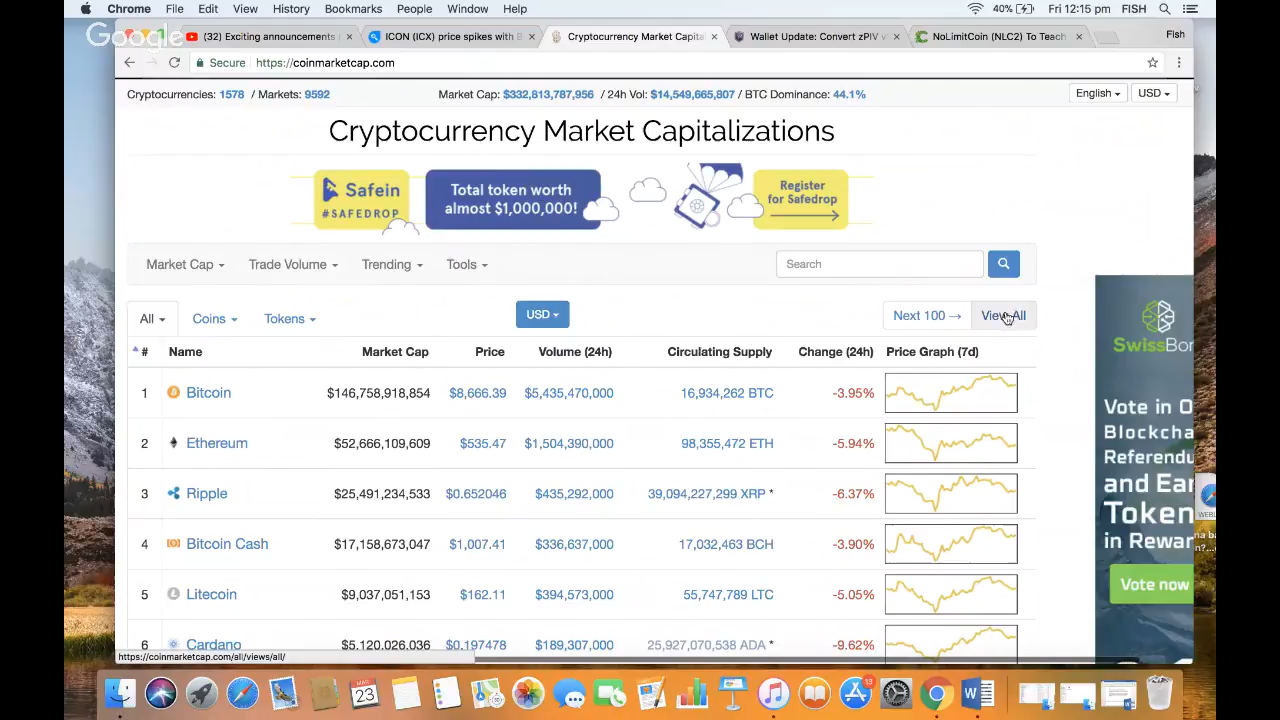 Chrome File Edit View History Bookmarks People Window Help 40% Fri 12:15 pm FISH
Google
(32) Exciting announcements ICON (ICX) price spikes with B Cryptocurrency Market Capital Wallet Update: Convert zPIV v NoLimitCoin (NLC2) To Teach Fish
Secure https://coinmarketcap.com
Cryptocurrencies: 1578 / Markets: 9592 Market Cap: $332,813,787,956 / 24h Vol: $14,549,665,807 / BTC Dominance: 44.1% English USD
Cryptocurrency Market Capitalizations
Safein
#SAFEDROP
Total token worth
almost $1,000,000!
Register
for Safedrop
Market Cap Trade Volume Trending Tools Search
All Coins Tokens USD Next 100 → View All
# Name Market Cap Price Volume (24h) Circulating Supply Change (24h) Price Graph (7d)
1 Bitcoin $146,758,918,854 $8,666.39 $5,435,470,000 16,934,262 BTC -3.95%
2 Ethereum $52,666,109,609 $535.47 $1,504,390,000 98,355,472 ETH -5.94%
3 Ripple $25,491,234,533 $0.652046 $435,292,000 39,094,227,299 XRP * -6.37%
4 Bitcoin Cash $17,158,673,047 $1,007.41 $336,637,000 17,032,463 BCH -3.90%
5 Litecoin $9,037,051,153 $162.11 $394,573,000 55,747,789 LTC -5.05%
6 Cardano $5,120,026,036 $0.197478 $189,307,000 25,927,070,538 ADA * -9.62%
SwissBor
Vote in O
Blockcha
Referendu
and Ear
Token
in Rewar
Vote now
https://coinmarketcap.com/all/views/all/